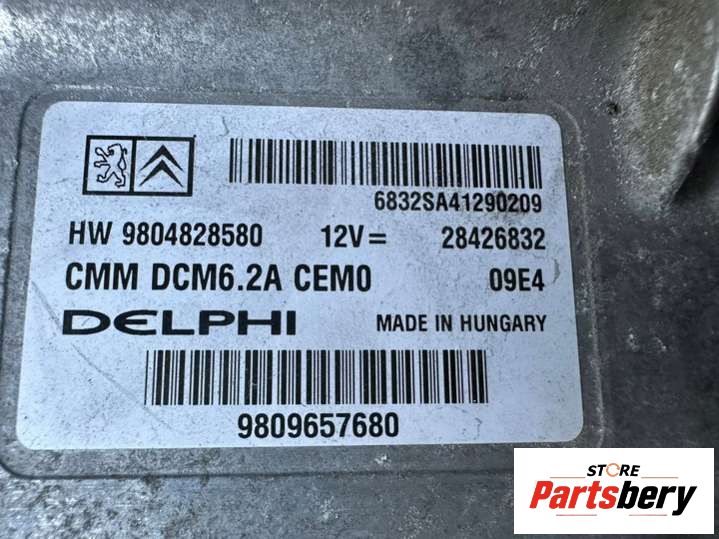 6832SA41290209
HW 9804828580 12V= 28426832
CMM DCM6.2A CEM0 09E4
DELPHI MADE IN HUNGARY
9809657680
STORE
Partsbery